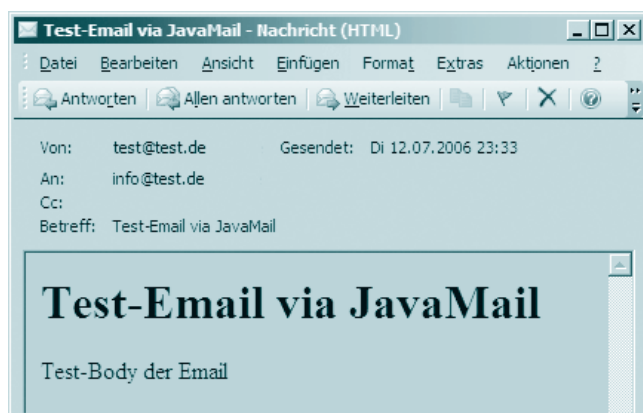 Test-Email via JavaMail - Nachricht (HTML)
Datei Bearbeiten Ansicht Einfügen Format Extras Aktionen ?
Antworten Allen antworten Weiterleiten
Von: test@test.de Gesendet: Di 12.07.2006 23:33
An: info@test.de
Cc:
Betreff: Test-Email via JavaMail
Test-Email via JavaMail
Test-Body der Email